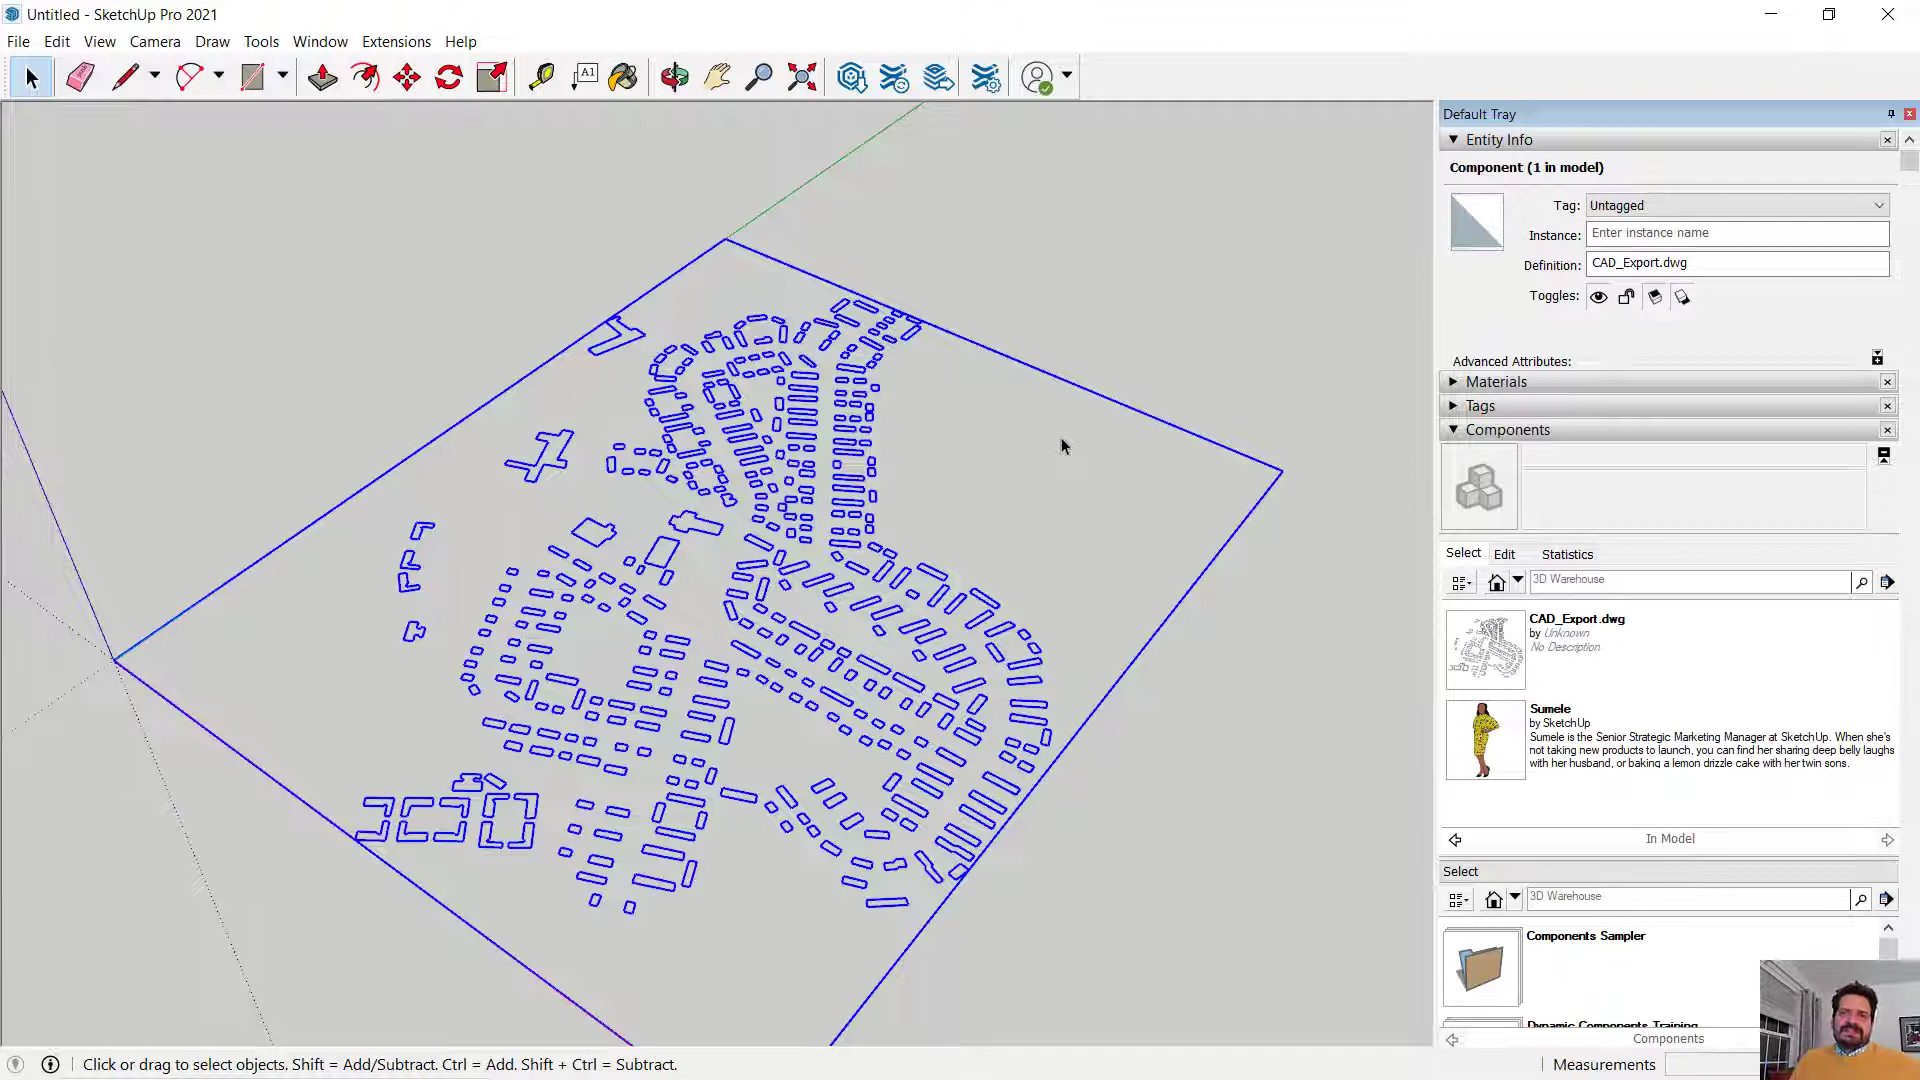 Untitled - SketchUp Pro 2021
File Edit View Camera Draw Tools Window Extensions Help
A1
Default Tray
Entity Info
Component (1 in model)
Tag: Untagged
Instance: Enter instance name
Definition: CAD_Export.dwg
Toggles:
Advanced Attributes:
Materials
Tags
Components
Select Edit Statistics
3D Warehouse
CAD_Export.dwg
by Unknown
No Description
Sumele
by SketchUp
Sumele is the Senior Strategic Marketing Manager at SketchUp. When she's
not taking new products to launch, you can find her sharing deep belly laughs
with her husband, or baking a lemon drizzle cake with her twin sons.
In Model
Select
3D Warehouse
Components Sampler
Dynamic Components Training
Components
Click or drag to select objects. Shift = Add/Subtract. Ctrl = Add. Shift + Ctrl = Subtract.
Measurements